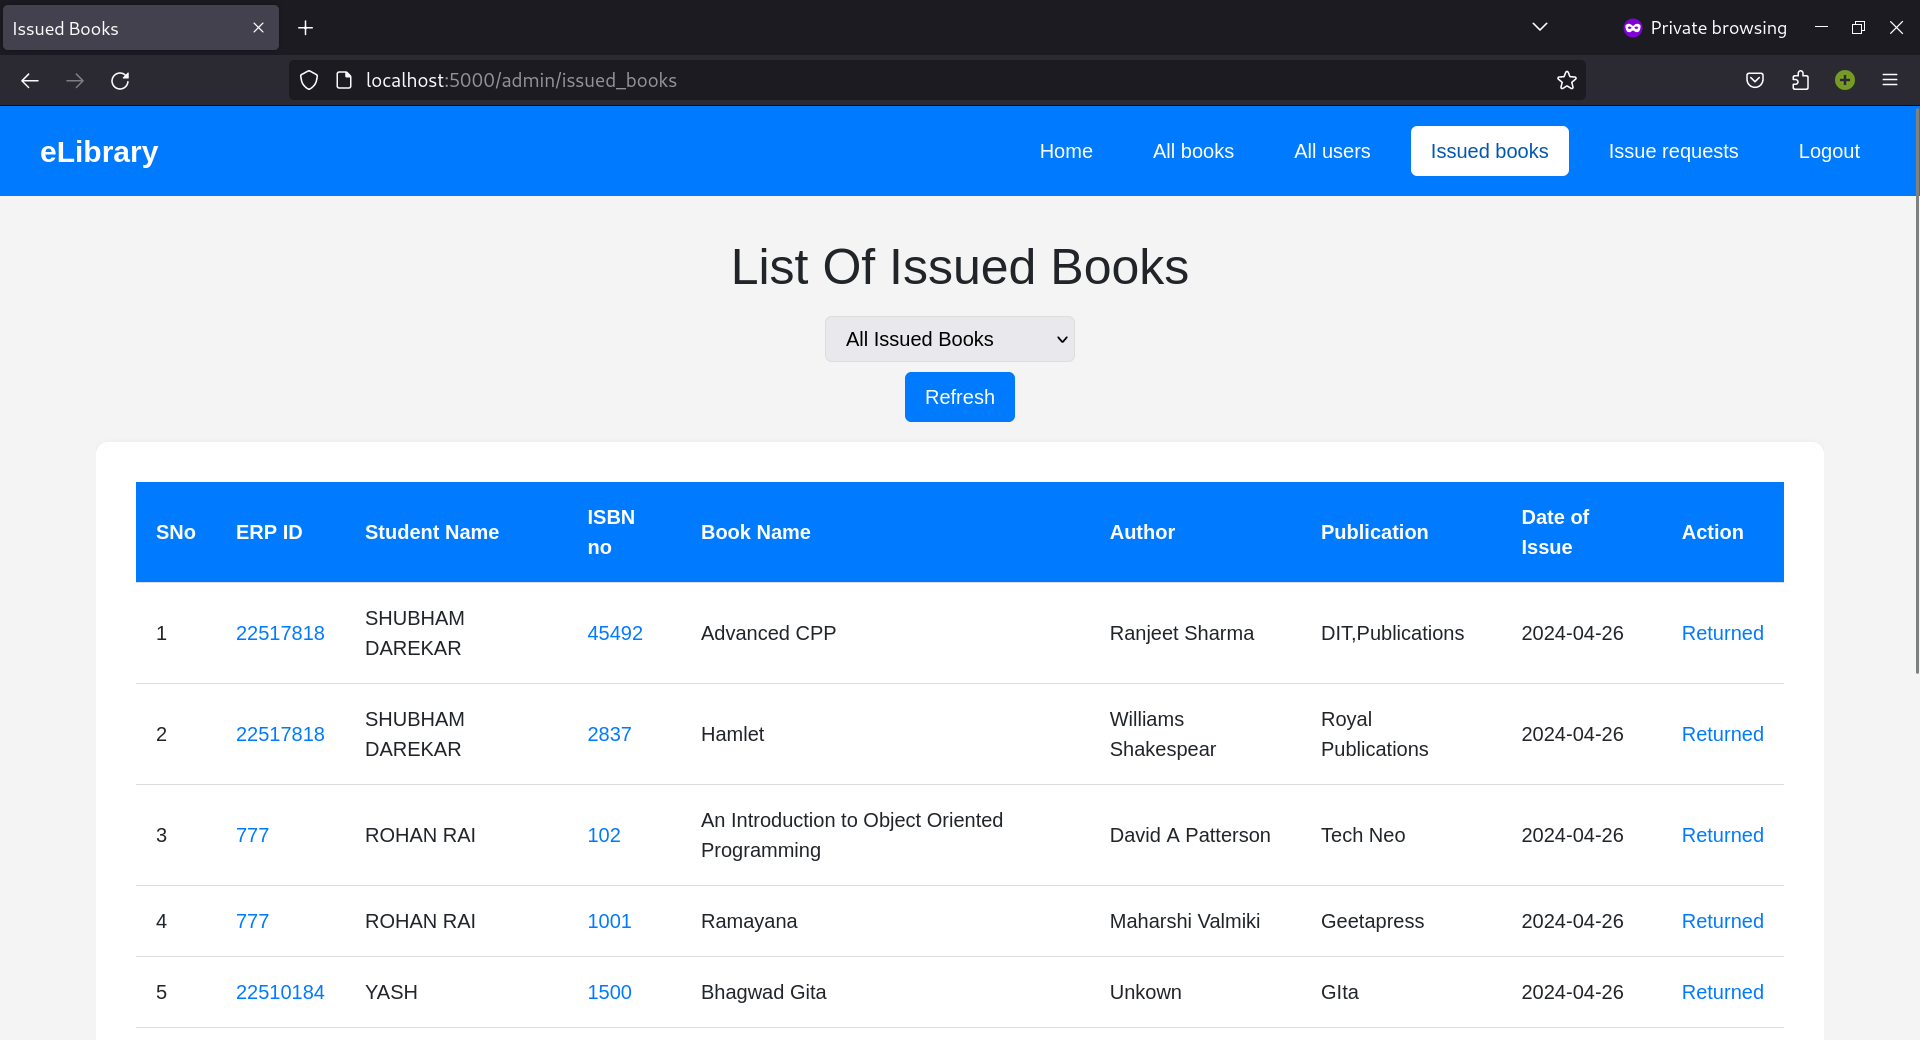 Issued Books
Private browsing
localhost:5000/admin/issued_books
eLibrary Home All books All users Issued books Issue requests Logout
List Of Issued Books
All Issued Books
Refresh
SNo ERP ID Student Name ISBN no Book Name Author Publication Date of Issue Action
1 22517818 SHUBHAM DAREKAR 45492 Advanced CPP Ranjeet Sharma DIT,Publications 2024-04-26 Returned
2 22517818 SHUBHAM DAREKAR 2837 Hamlet Williams Shakespear Royal Publications 2024-04-26 Returned
3 777 ROHAN RAI 102 An Introduction to Object Oriented Programming David A Patterson Tech Neo 2024-04-26 Returned
4 777 ROHAN RAI 1001 Ramayana Maharshi Valmiki Geetapress 2024-04-26 Returned
5 22510184 YASH 1500 Bhagwad Gita Unkown GIta 2024-04-26 Returned